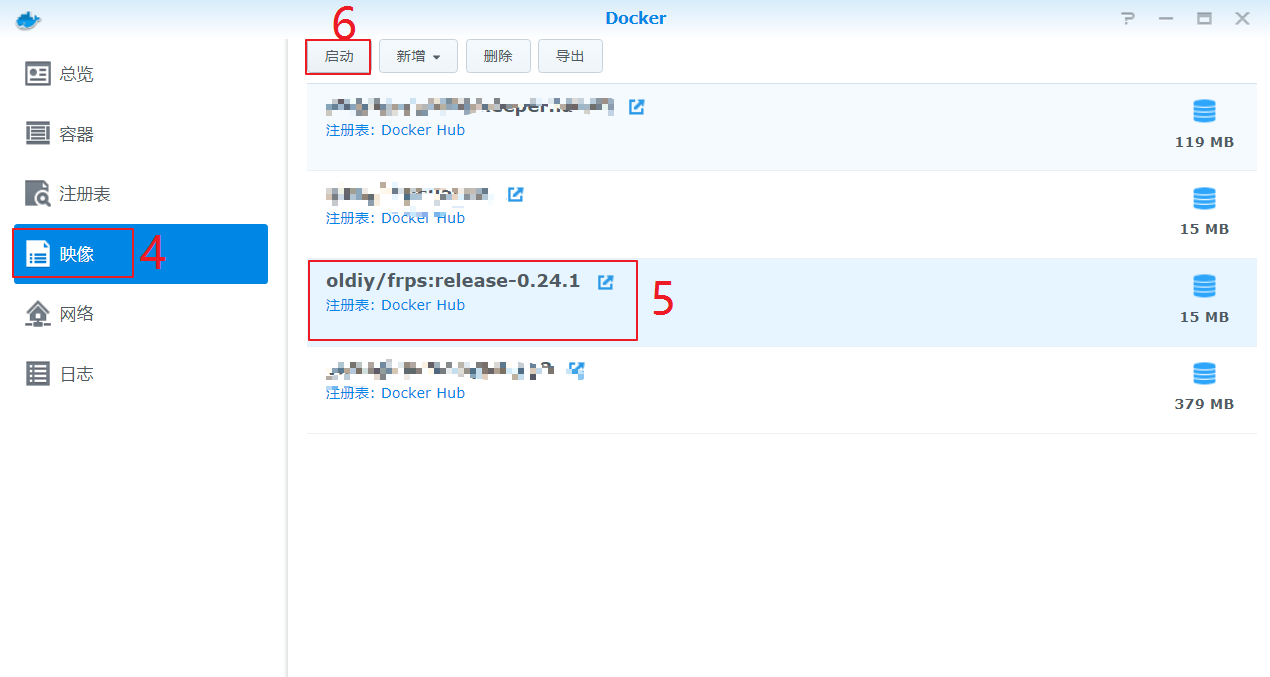 Docker
6
启动 新增 删除 导出
总览
容器
注册表
映像 4
网络
日志
注册表: Docker Hub
119 MB
注册表: Docker Hub
15 MB
oldiy/frps:release-0.24.1
注册表: Docker Hub
5
15 MB
注册表: Docker Hub
379 MB